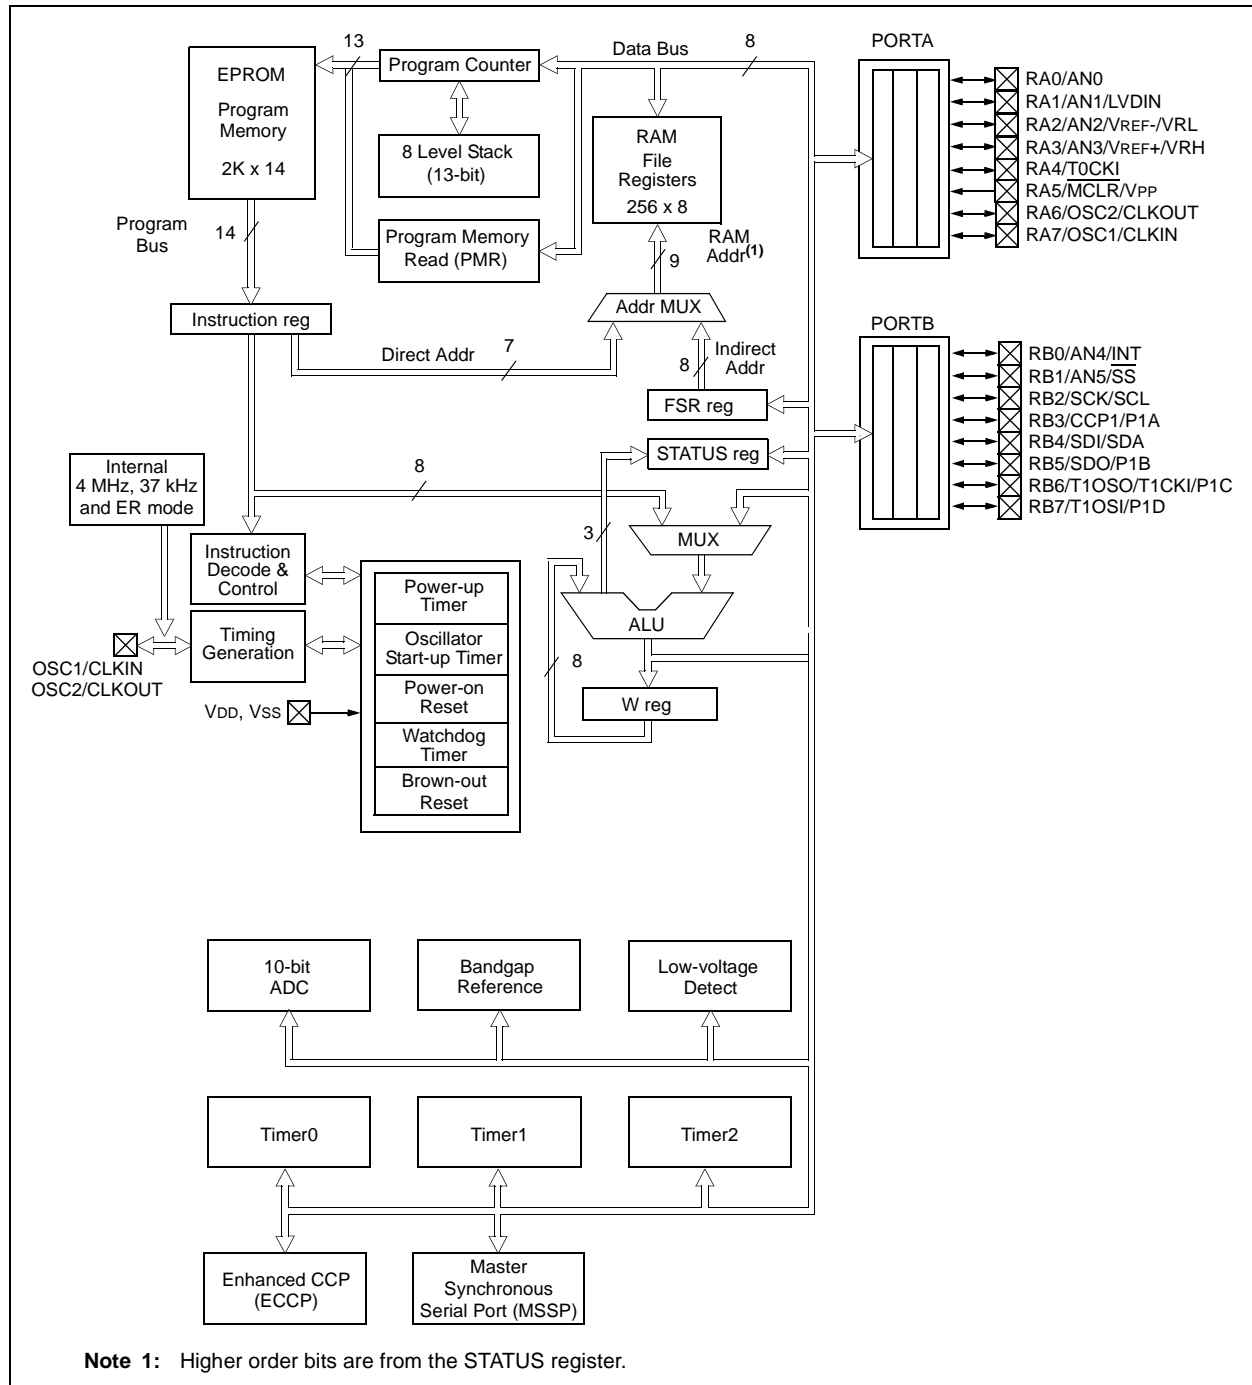 13
Data Bus
8
PORTA
EPROM
Program
Memory
2K x 14
Program Counter
8 Level Stack
(13-bit)
RAM
File
Registers
256 x 8
RA0/AN0
RA1/AN1/LVDIN
RA2/AN2/VREF-/VRL
RA3/AN3/VREF+/VRH
RA4/T0CKI
RA5/MCLR/VPP
RA6/OSC2/CLKOUT
RA7/OSC1/CLKIN
Program
Bus
14
Program Memory
Read (PMR)
RAM
Addr(1)
9
Addr MUX
Instruction reg
Direct Addr
7
8
Indirect
Addr
FSR reg
PORTB
RB0/AN4/INT
RB1/AN5/SS
RB2/SCK/SCL
RB3/CCP1/P1A
RB4/SDI/SDA
RB5/SDO/P1B
RB6/T1OSO/T1CKI/P1C
RB7/T1OSI/P1D
STATUS reg
8
Internal
4 MHz, 37 kHz
and ER mode
3
MUX
Instruction
Decode &
Control
Timing
Generation
OSC1/CLKIN
OSC2/CLKOUT
VDD, VSS
Power-up
Timer
Oscillator
Start-up Timer
Power-on
Reset
Watchdog
Timer
Brown-out
Reset
ALU
8
W reg
10-bit
ADC
Bandgap
Reference
Low-voltage
Detect
Timer0
Timer1
Timer2
Enhanced CCP
(ECCP)
Master
Synchronous
Serial Port (MSSP)
Note 1: Higher order bits are from the STATUS register.